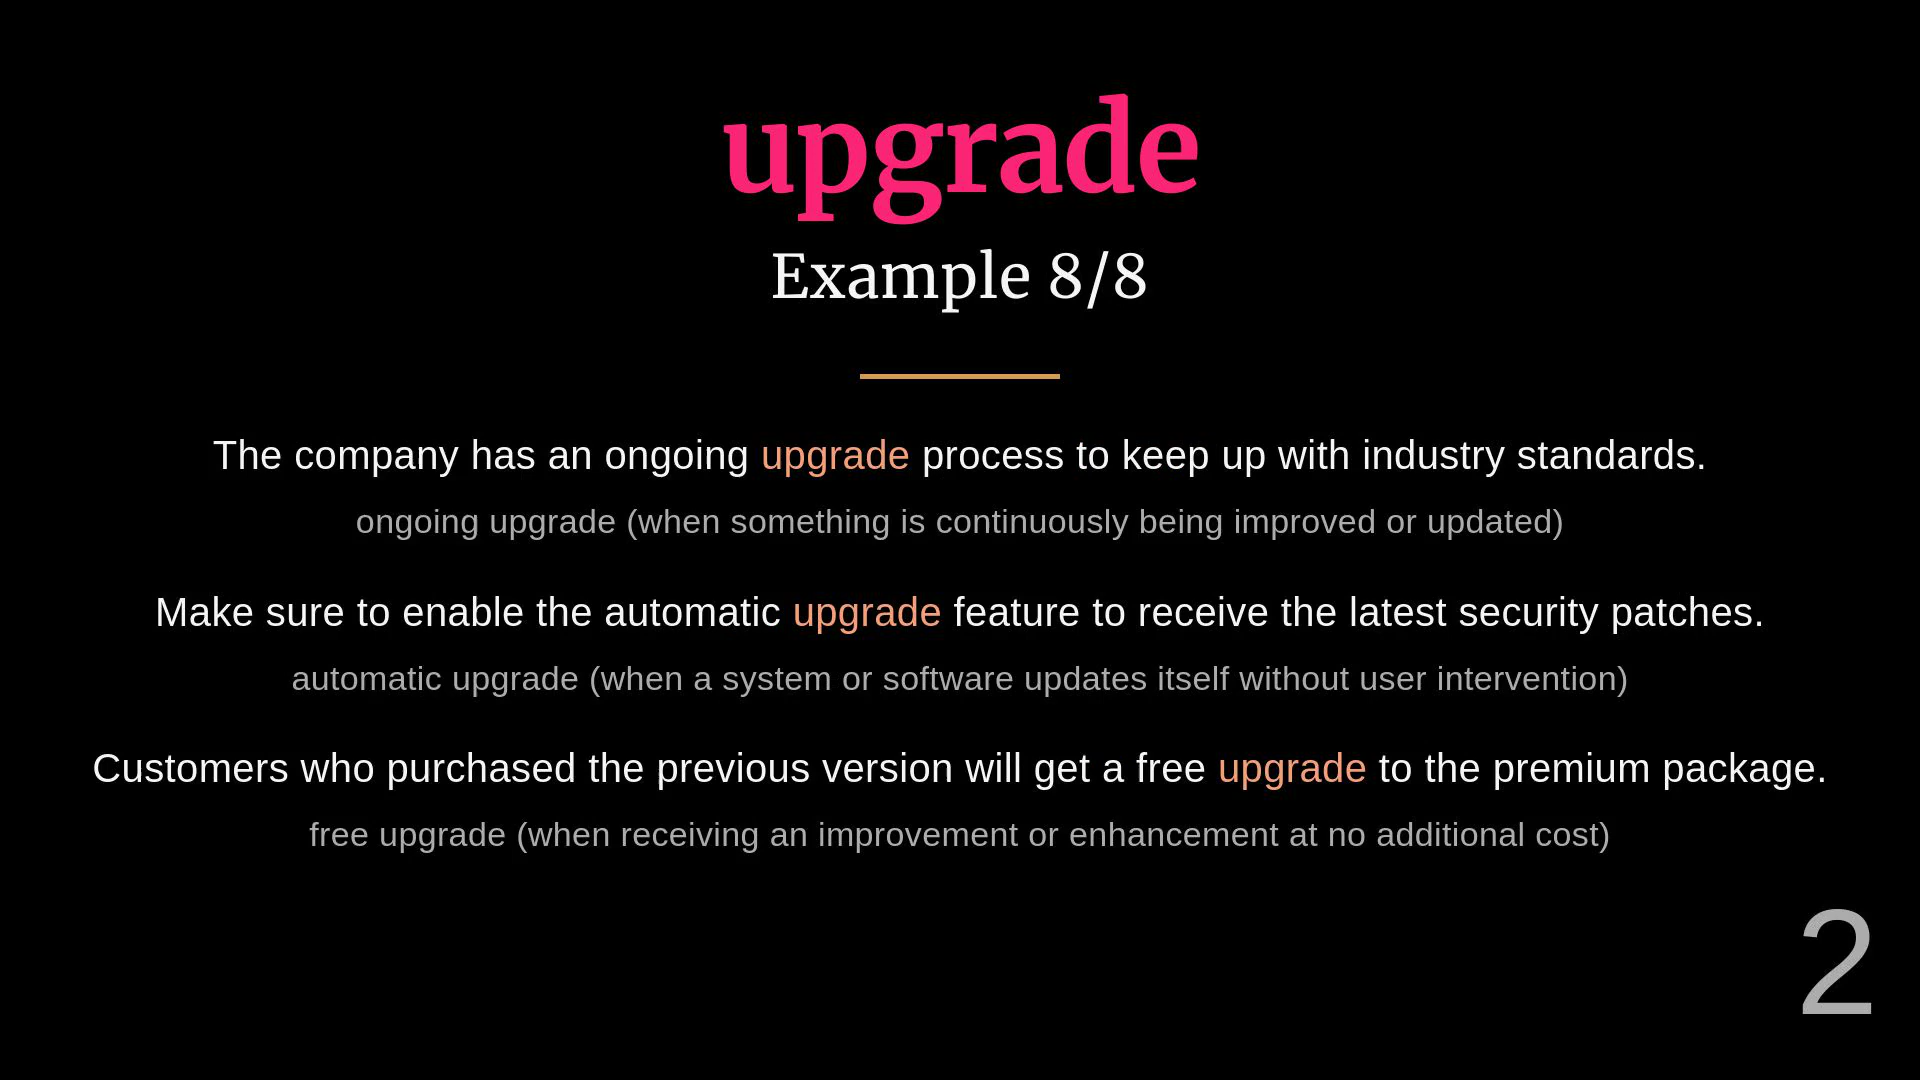 upgrade
Example 8/8
The company has an ongoing upgrade process to keep up with industry standards.
ongoing upgrade (when something is continuously being improved or updated)
Make sure to enable the automatic upgrade feature to receive the latest security patches.
automatic upgrade (when a system or software updates itself without user intervention)
Customers who purchased the previous version will get a free upgrade to the premium package.
free upgrade (when receiving an improvement or enhancement at no additional cost)
2